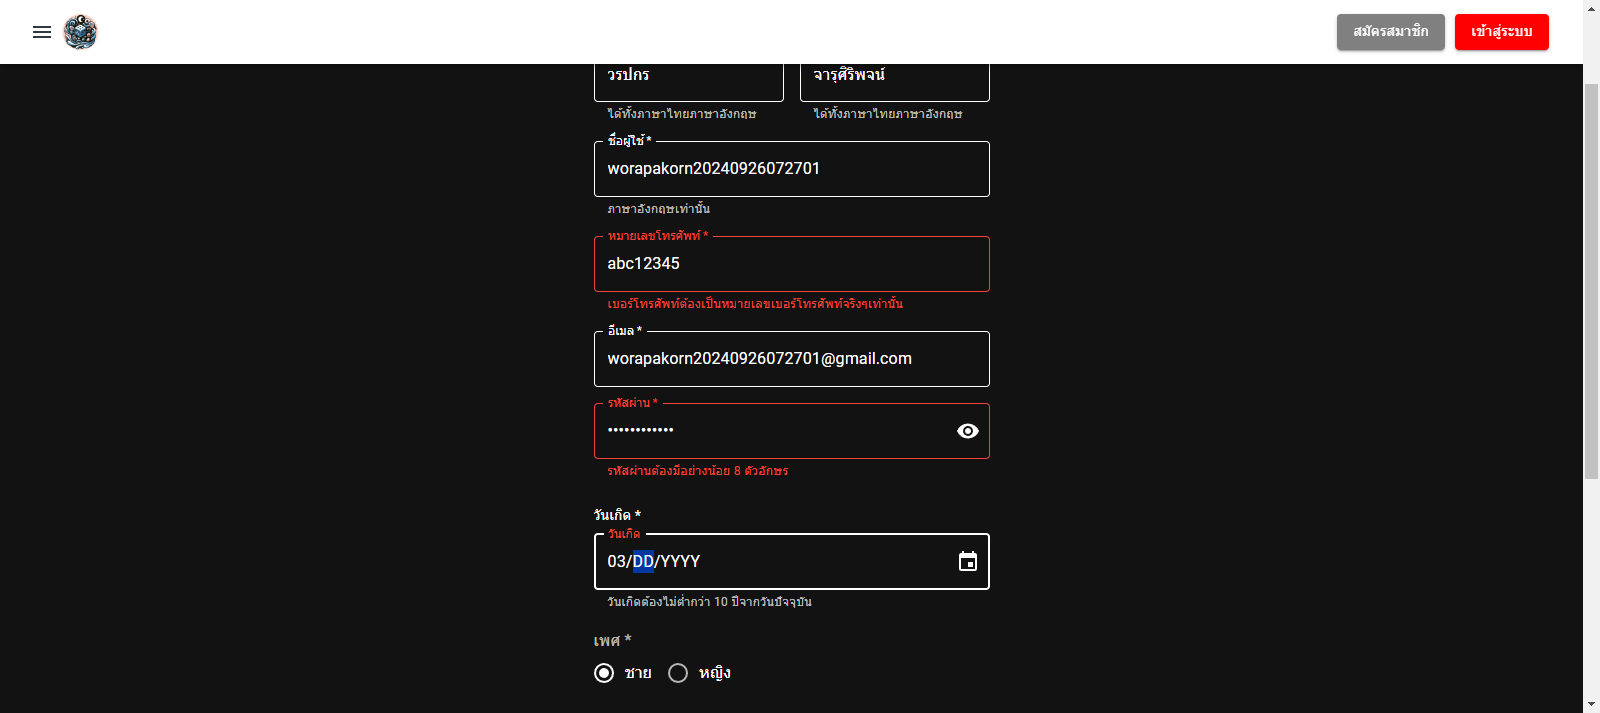 สมัครสมาชิก
เข้าสู่ระบบ
วรปกร
จารุศิริพจน์
ได้ทั้งภาษาไทยภาษาอังกฤษ
ได้ทั้งภาษาไทยภาษาอังกฤษ
ชื่อผู้ใช้ *
worapakorn20240926072701
ภาษาอังกฤษเท่านั้น
หมายเลขโทรศัพท์ *
abc12345
เบอร์โทรศัพท์ต้องเป็นหมายเลขเบอร์โทรศัพท์จริงๆเท่านั้น
อีเมล *
worapakorn20240926072701@gmail.com
รหัสผ่าน *
••••••••••••
รหัสผ่านต้องมีอย่างน้อย 8 ตัวอักษร
วันเกิด *
วันเกิด
03/DD/YYYY
วันเกิดต้องไม่ต่ำกว่า 10 ปีจากวันปัจจุบัน
เพศ *
ชาย
หญิง